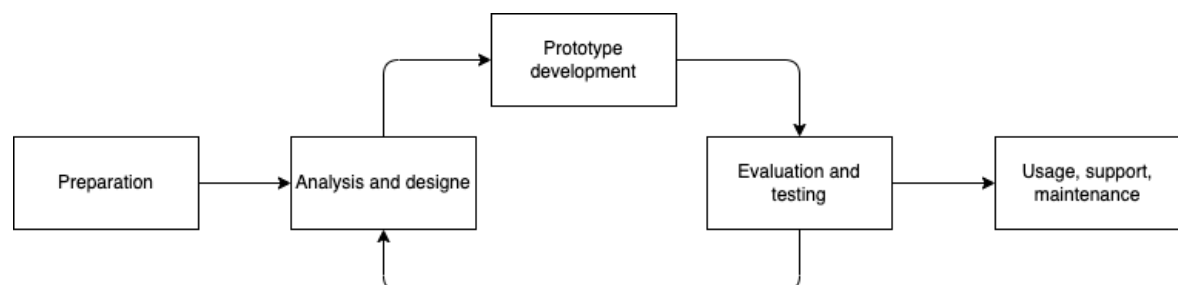 Prototype
development
Preparation
Analysis and designe
Evaluation and
testing
Usage, support,
maintenance